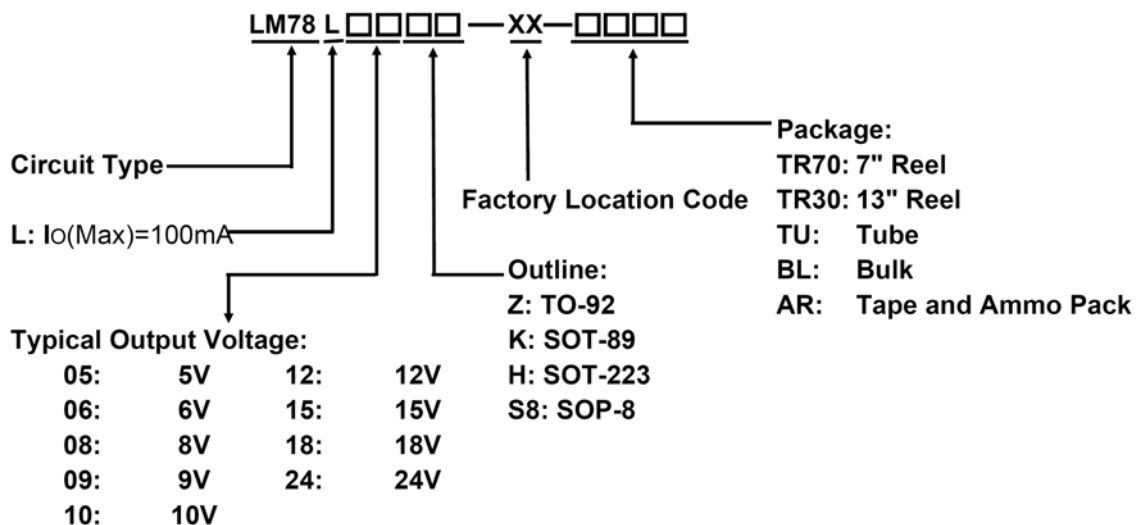 LM78 L□□□□—XX—□□□□
Circuit Type
L: IO(Max)=100mA
Typical Output Voltage:
05: 5V 12: 12V
06: 6V 15: 15V
08: 8V 18: 18V
09: 9V 24: 24V
10: 10V
Outline:
Z: TO-92
K: SOT-89
H: SOT-223
S8: SOP-8
Factory Location Code
Package:
TR70: 7" Reel
TR30: 13" Reel
TU: Tube
BL: Bulk
AR: Tape and Ammo Pack